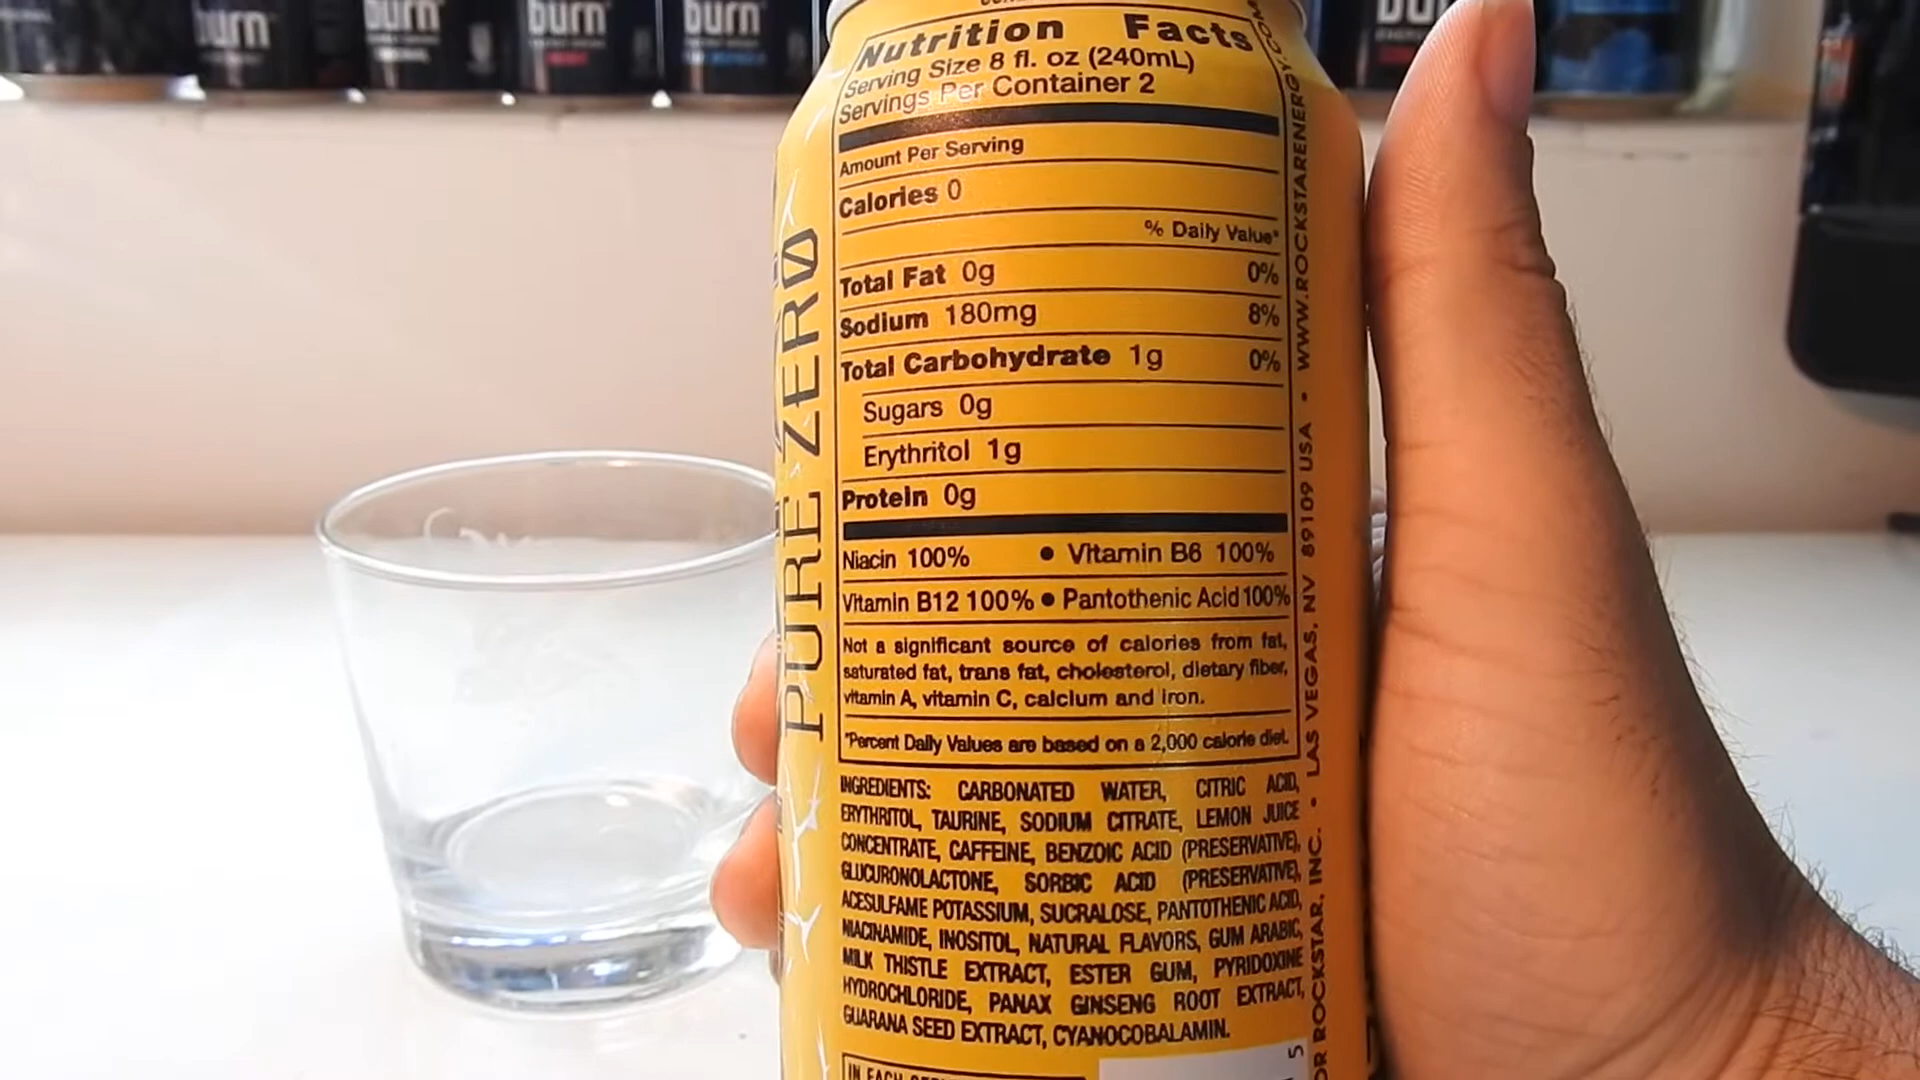 burn
burn
burn
burn
Nutrition Facts
Serving Size 8 fl. oz (240mL)
Servings Per Container 2
Amount Per Serving
Calories 0
% Daily Value*
Total Fat 0g 0%
Sodium 180mg 8%
Total Carbohydrate 1g 0%
Sugars 0g
Erythritol 1g
Protein 0g
Niacin 100% • Vitamin B6 100%
Vitamin B12 100% • Pantothenic Acid 100%
Not a significant source of calories from fat,
saturated fat, trans fat, cholesterol, dietary fiber,
vitamin A, vitamin C, calcium and iron.
*Percent Daily Values are based on a 2,000 calorie diet.
INGREDIENTS: CARBONATED WATER, CITRIC ACID,
ERYTHRITOL, TAURINE, SODIUM CITRATE, LEMON JUICE
CONCENTRATE, CAFFEINE, BENZOIC ACID (PRESERVATIVE),
GLUCURONOLACTONE, SORBIC ACID (PRESERVATIVE),
ACESULFAME POTASSIUM, SUCRALOSE, PANTOTHENIC ACID,
NIACINAMIDE, INOSITOL, NATURAL FLAVORS, GUM ARABIC,
MILK THISTLE EXTRACT, ESTER GUM, PYRIDOXINE
HYDROCHLORIDE, PANAX GINSENG ROOT EXTRACT,
GUARANA SEED EXTRACT, CYANOCOBALAMIN.
IN EACH
PURE ZERO
OR ROCKSTAR, INC. • LAS VEGAS, NV 89109 USA • WWW.ROCKSTARENERGY.COM
5